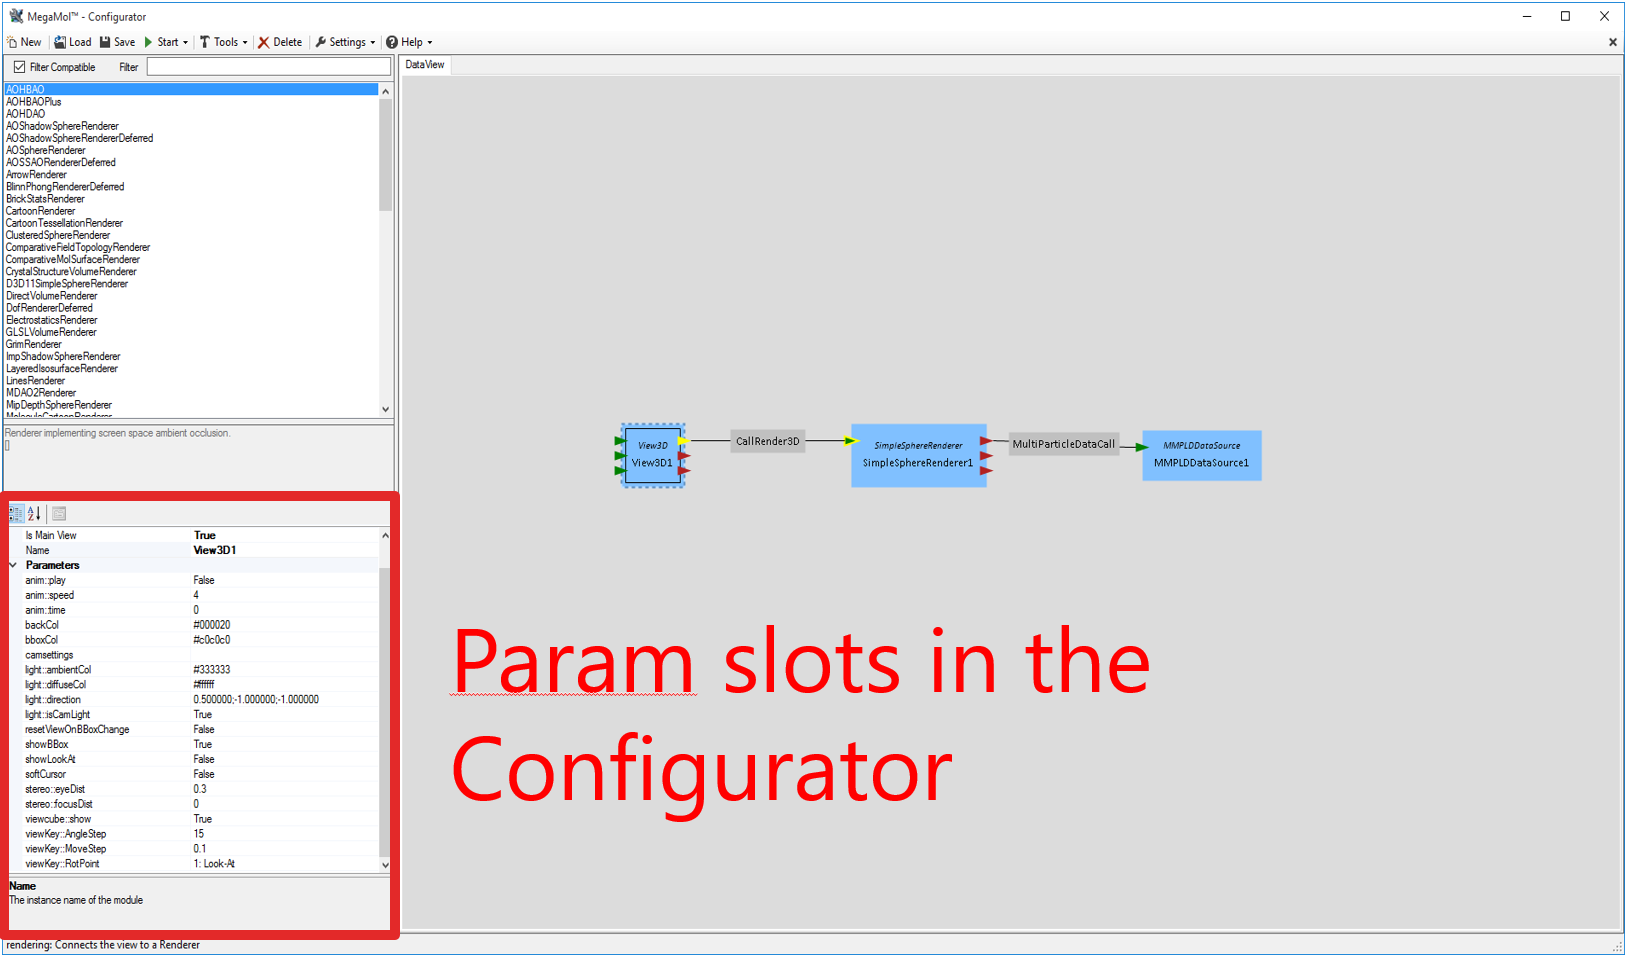 MegaMol™ - Configurator
New Load Save Start Tools Delete Settings Help
Filter Compatible Filter
DataView
AOHBAO
AOHBAOPlus
AOHDAO
AOShadowSphereRenderer
AOShadowSphereRendererDeferred
AOSphereRenderer
AOSSAORendererDeferred
ArrowRenderer
BlinnPhongRendererDeferred
BrickStatsRenderer
CartoonRenderer
CartoonTessellationRenderer
ClusteredSphereRenderer
ComparativeFieldTopologyRenderer
ComparativeMolSurfaceRenderer
CrystalStructureVolumeRenderer
D3D11SimpleSphereRenderer
DirectVolumeRenderer
DofRendererDeferred
ElectrostaticsRenderer
GLSLVolumeRenderer
GrimRenderer
ImpShadowSphereRenderer
LayeredIsosurfaceRenderer
LinesRenderer
MDAO2Renderer
MipDepthSphereRenderer
MoleculeCartoonRenderer
Renderer implementing screen space ambient occlusion.
[]
View3D
View3D1
CallRender3D
SimpleSphereRenderer
SimpleSphereRenderer1
MultiParticleDataCall
MMPLDDataSource
MMPLDDataSource1
Is Main View True
Name View3D1
Parameters
anim::play False
anim::speed 4
anim::time 0
backCol #000020
bboxCol #c0c0c0
camsettings
light::ambientCol #333333
light::diffuseCol #ffffff
light::direction 0.500000;-1.000000;-1.000000
light::isCamLight True
resetViewOnBBoxChange False
showBBox True
showLookAt False
softCursor False
stereo::eyeDist 0.3
stereo::focusDist 0
viewcube::show True
viewKey::AngleStep 15
viewKey::MoveStep 0.1
viewKey::RotPoint 1: Look-At
Name
The instance name of the module
Param slots in the
Configurator
rendering: Connects the view to a Renderer